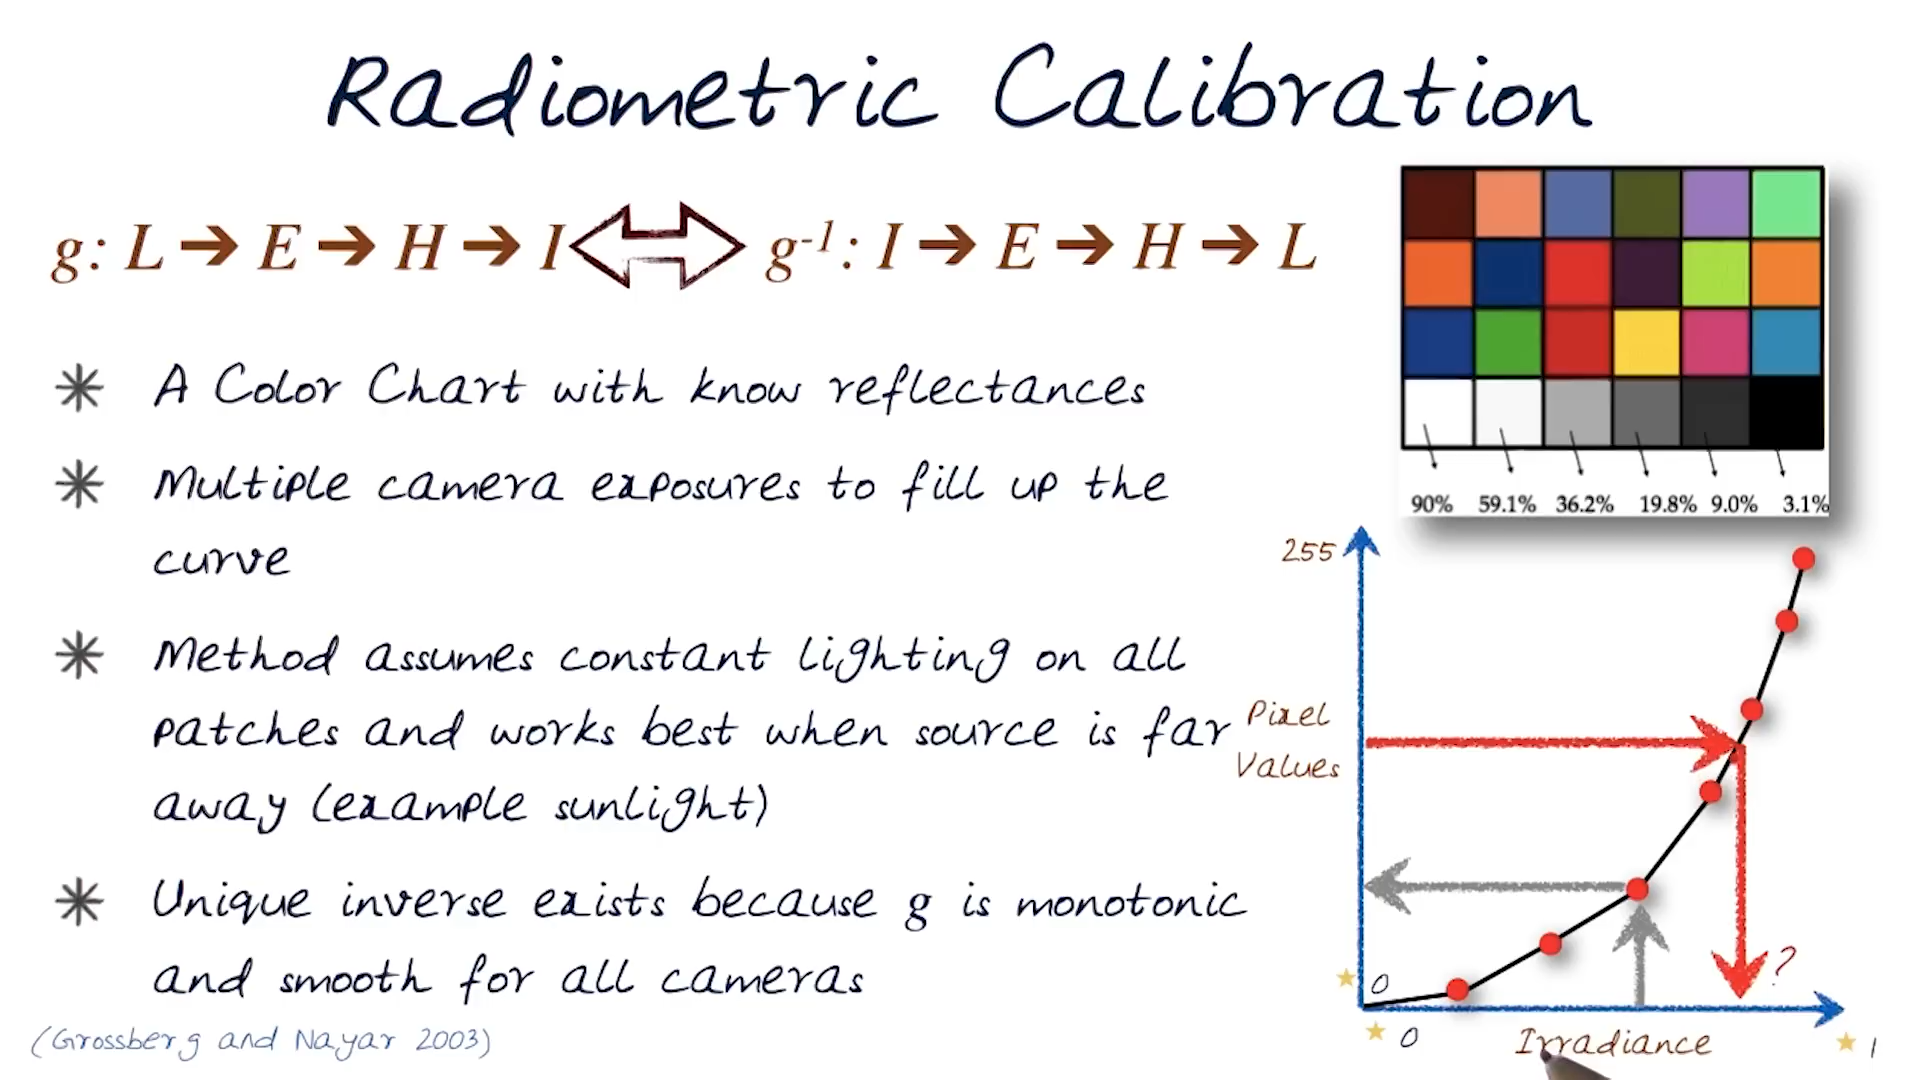 Radiometric Calibration
g: L → E → H → I ⇔ g-1: I → E → H → L
A Color Chart with know reflectances
Multiple camera exposures to fill up the
curve
Method assumes constant lighting on all
patches and works best when source is far
away (example sunlight)
Unique inverse exists because g is monotonic
and smooth for all cameras
(Grossberg and Nayar 2003)
90% 59.1% 36.2% 19.8% 9.0% 3.1%
255
Pixel
Values
?
0
0
Irradiance
1